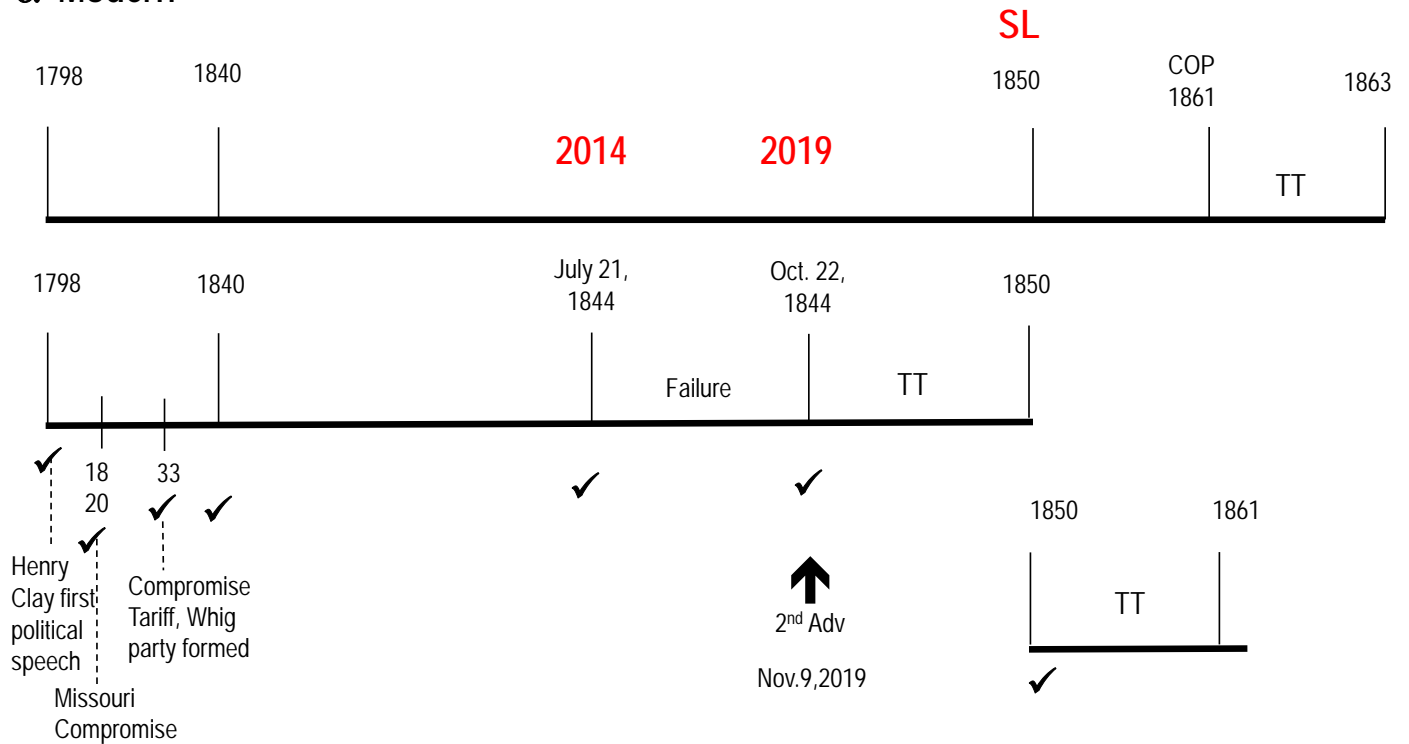 Modern
SL
1798
1840
1850
COP
1861
1863
2014
2019
TT
1798
1840
July 21,
1844
Oct. 22,
1844
1850
Failure
TT
18
20
33
1850
1861
Henry
Clay first
political
speech
Compromise
Tariff, Whig
party formed
2nd Adv
TT
Nov.9,2019
Missouri
Compromise